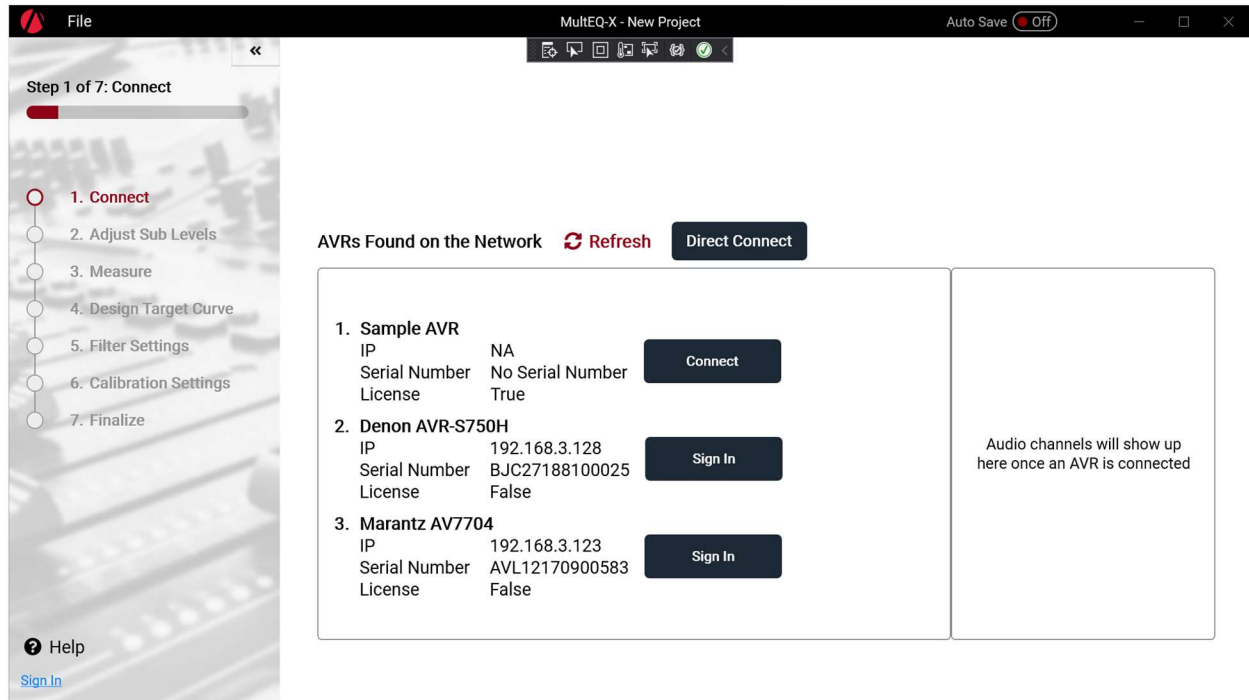 File
MultEQ-X - New Project
Auto Save Off
«
Step 1 of 7: Connect
1. Connect
2. Adjust Sub Levels
3. Measure
4. Design Target Curve
5. Filter Settings
6. Calibration Settings
7. Finalize
? Help
Sign In
AVRs Found on the Network Refresh Direct Connect
1. Sample AVR
IP NA
Serial Number No Serial Number
License True
Connect
2. Denon AVR-S750H
IP 192.168.3.128
Serial Number BJC27188100025
License False
Sign In
3. Marantz AV7704
IP 192.168.3.123
Serial Number AVL12170900583
License False
Sign In
Audio channels will show up
here once an AVR is connected